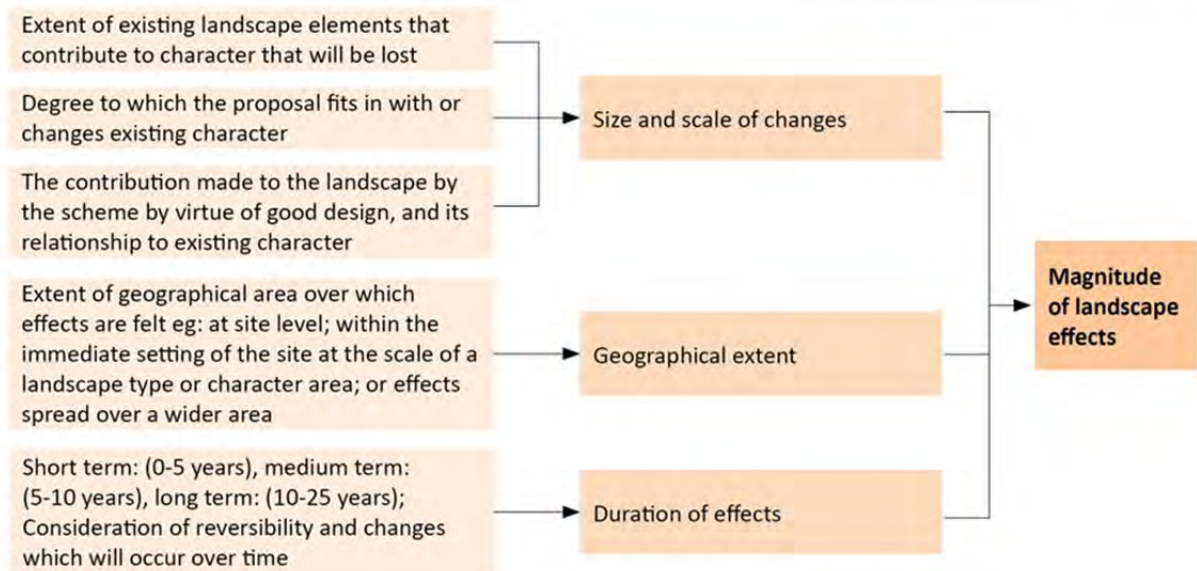 Extent of existing landscape elements that
contribute to character that will be lost
Degree to which the proposal fits in with or
changes existing character
The contribution made to the landscape by
the scheme by virtue of good design, and its
relationship to existing character
Size and scale of changes
Extent of geographical area over which
effects are felt eg: at site level; within the
immediate setting of the site at the scale of a
landscape type or character area; or effects
spread over a wider area
Geographical extent
Short term: (0-5 years), medium term:
(5-10 years), long term: (10-25 years);
Consideration of reversibility and changes
which will occur over time
Duration of effects
Magnitude
of landscape
effects